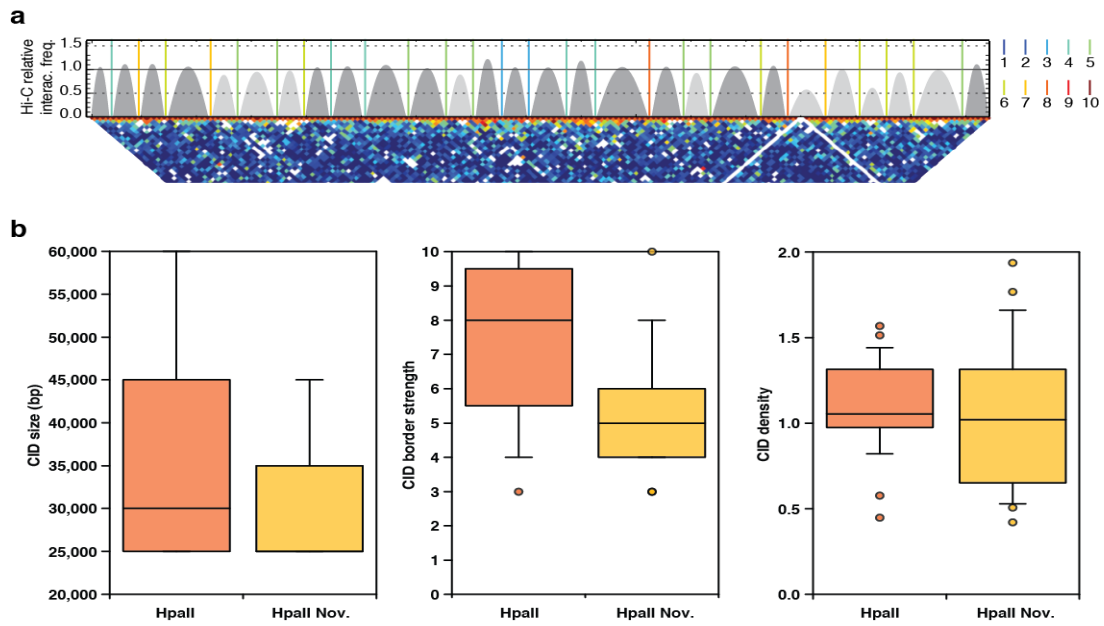 a
Hi-C relative
interac. freq.
1.5
1.0
0.5
0.0
1 2 3 4 5
6 7 8 9 10
b
CID size (bp)
60,000
55,000
50,000
45,000
40,000
35,000
30,000
25,000
20,000
HpaII HpaII Nov.
CID border strength
10
9
8
7
6
5
4
3
2
1
0
HpaII HpaII Nov.
CID density
2.0
1.5
1.0
0.5
0.0
HpaII HpaII Nov.